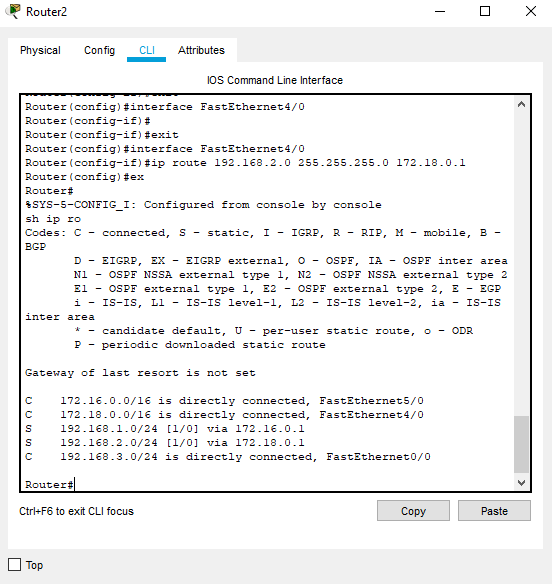 Router2
Physical Config CLI Attributes
IOS Command Line Interface
Router(config)#interface FastEthernet4/0
Router(config-if)#
Router(config-if)#exit
Router(config)#interface FastEthernet4/0
Router(config-if)#ip route 192.168.2.0 255.255.255.0 172.18.0.1
Router(config)#ex
Router#
%SYS-5-CONFIG_I: Configured from console by console
sh ip ro
Codes: C - connected, S - static, I - IGRP, R - RIP, M - mobile, B -
BGP
D - EIGRP, EX - EIGRP external, O - OSPF, IA - OSPF inter area
N1 - OSPF NSSA external type 1, N2 - OSPF NSSA external type 2
E1 - OSPF external type 1, E2 - OSPF external type 2, E - EGP
i - IS-IS, L1 - IS-IS level-1, L2 - IS-IS level-2, ia - IS-IS
inter area
* - candidate default, U - per-user static route, o - ODR
P - periodic downloaded static route
Gateway of last resort is not set
C 172.16.0.0/16 is directly connected, FastEthernet5/0
C 172.18.0.0/16 is directly connected, FastEthernet4/0
S 192.168.1.0/24 [1/0] via 172.16.0.1
S 192.168.2.0/24 [1/0] via 172.18.0.1
C 192.168.3.0/24 is directly connected, FastEthernet0/0
Router#
Ctrl+F6 to exit CLI focus
Copy Paste
Top